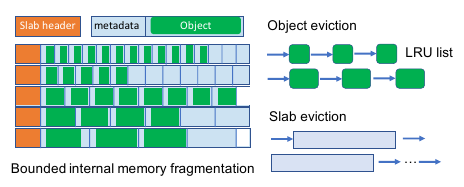 Slab header
metadata
Object
Bounded internal memory fragmentation
Object eviction
LRU list
Slab eviction
...